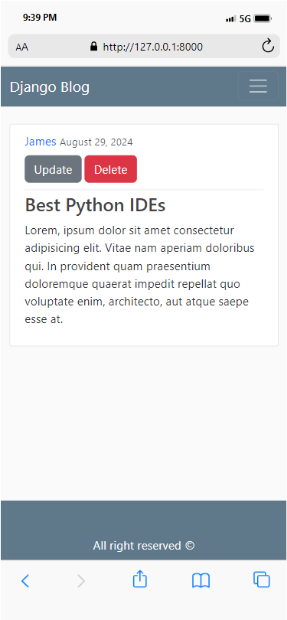 9:39 PM 5G
AA http://127.0.0.1:8000
Django Blog
James August 29, 2024
Update Delete
Best Python IDEs
Lorem, ipsum dolor sit amet consectetur
adipisicing elit. Vitae nam aperiam doloribus
qui. In provident quam praesentium
doloremque quaerat impedit repellat quo
voluptate enim, architecto, aut atque saepe
esse at.
All right reserved ©